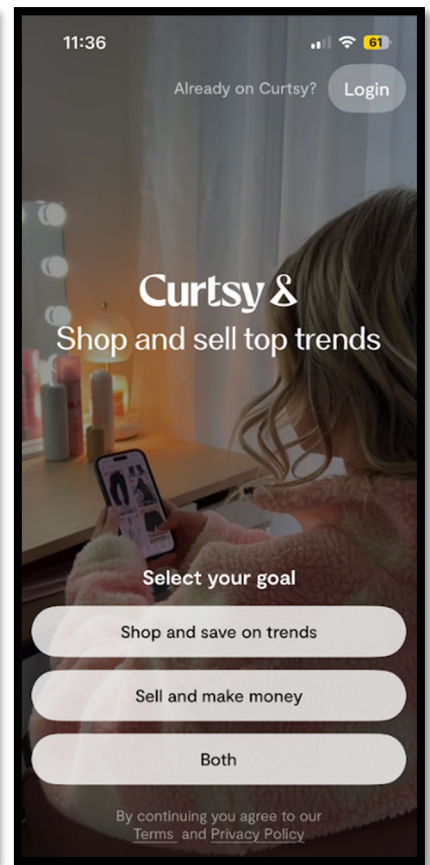 11:36
61
Already on Curtsy?
Login
Curtsy &
Shop and sell top trends
Select your goal
Shop and save on trends
Sell and make money
Both
By continuing you agree to our
Terms and Privacy Policy